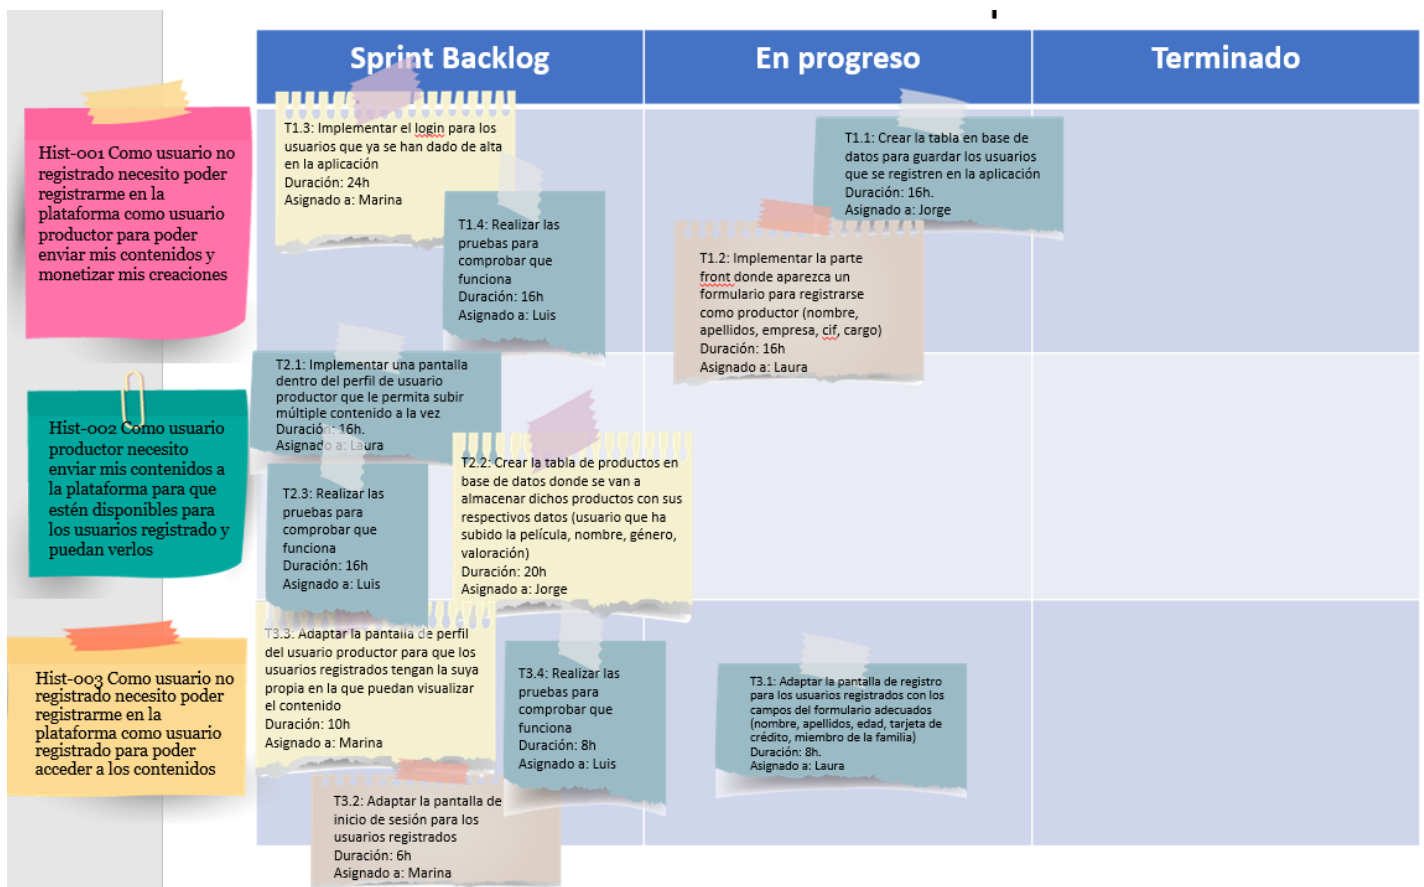 Sprint Backlog
En progreso
Terminado
Hist-001 Como usuario no
registrado necesito poder
registrarme en la
plataforma como usuario
productor para poder
enviar mis contenidos y
monetizar mis creaciones
T1.3: Implementar el login para los
usuarios que ya se han dado de alta
en la aplicación
Duración: 24h
Asignado a: Marina
T1.4: Realizar las
pruebas para
comprobar que
funciona
Duración: 16h
Asignado a: Luis
T1.1: Crear la tabla en base de
datos para guardar los usuarios
que se registren en la aplicación
Duración: 16h.
Asignado a: Jorge
T1.2: Implementar la parte
front donde aparezca un
formulario para registrarse
como productor (nombre,
apellidos, empresa, cif, cargo)
Duración: 16h
Asignado a: Laura
Hist-002 Como usuario
productor necesito
enviar mis contenidos a
la plataforma para que
estén disponibles para
los usuarios registrado y
puedan verlos
T2.1: Implementar una pantalla
dentro del perfil de usuario
productor que le permita subir
múltiple contenido a la vez
Duración: 16h.
Asignado a: Laura
T2.3: Realizar las
pruebas para
comprobar que
funciona
Duración: 16h
Asignado a: Luis
T2.2: Crear la tabla de productos en
base de datos donde se van a
almacenar dichos productos con sus
respectivos datos (usuario que ha
subido la película, nombre, género,
valoración)
Duración: 20h
Asignado a: Jorge
Hist-003 Como usuario no
registrado necesito poder
registrarme en la
plataforma como usuario
registrado para poder
acceder a los contenidos
T3.3: Adaptar la pantalla de perfil
del usuario productor para que los
usuarios registrados tengan la suya
propia en la que puedan visualizar
el contenido
Duración: 10h
Asignado a: Marina
T3.4: Realizar las
pruebas para
comprobar que
funciona
Duración: 8h
Asignado a: Luis
T3.2: Adaptar la pantalla de
inicio de sesión para los
usuarios registrados
Duración: 6h
Asignado a: Marina
T3.1: Adaptar la pantalla de registro
para los usuarios registrados con los
campos del formulario adecuados
(nombre, apellidos, edad, tarjeta de
crédito, miembro de la familia)
Duración: 8h.
Asignado a: Laura